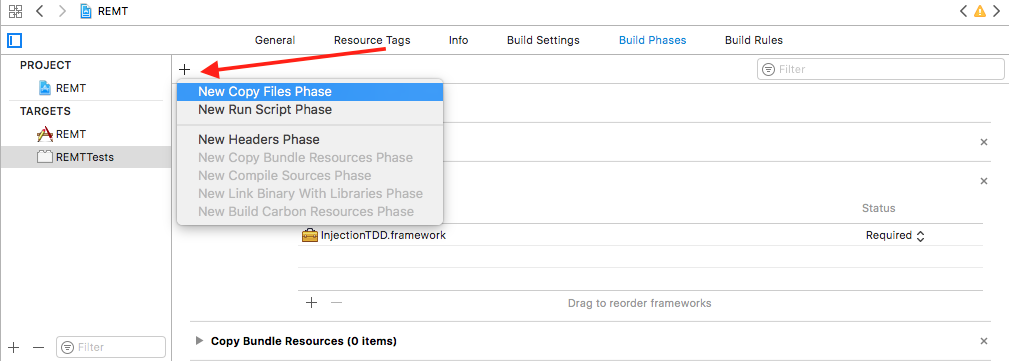 REMT
General Resource Tags Info Build Settings Build Phases Build Rules
PROJECT
REMT
TARGETS
REMT
REMTTests
Filter
New Copy Files Phase
New Run Script Phase
New Headers Phase
New Copy Bundle Resources Phase
New Compile Sources Phase
New Link Binary With Libraries Phase
New Build Carbon Resources Phase
Status
InjectionTDD.framework Required
Drag to reorder frameworks
Copy Bundle Resources (0 items)
Filter